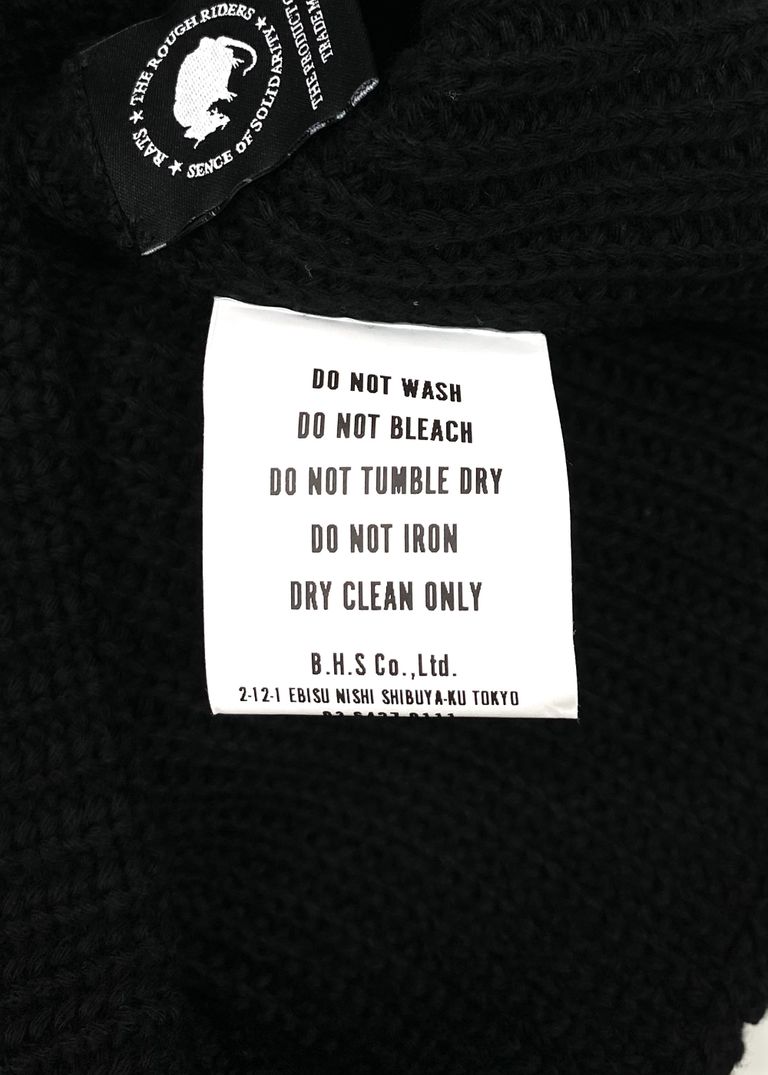 ★ THE ROUGH RIDERS ★
RATS ★ SENCE OF SOLIDARITY
THE PRODUCT
TRADE M
DO NOT WASH
DO NOT BLEACH
DO NOT TUMBLE DRY
DO NOT IRON
DRY CLEAN ONLY
B.H.S Co.,Ltd.
2-12-1 EBISU NISHI SHIBUYA-KU TOKYO